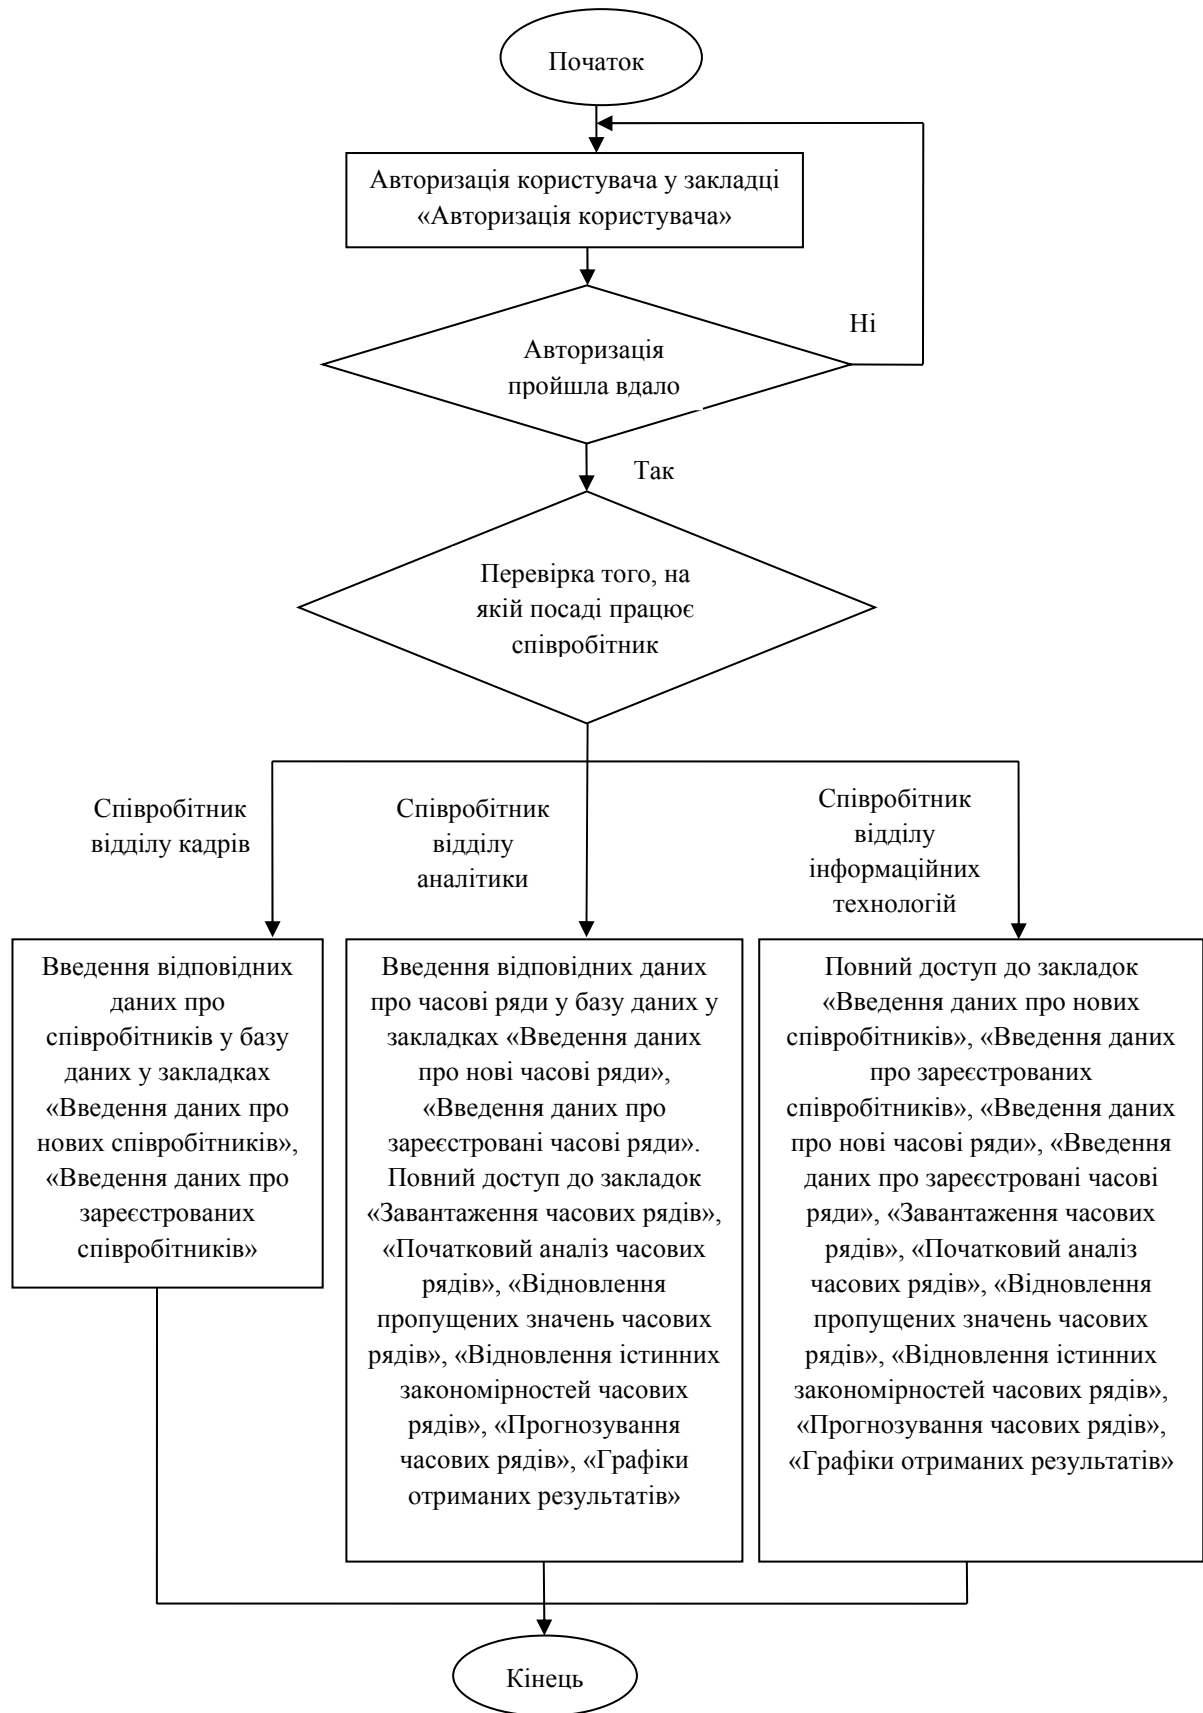 Початок
Авторизація користувача у закладці
«Авторизація користувача»
Ні
Авторизація
пройшла вдало
Так
Перевірка того, на
якій посаді працює
співробітник
Співробітник
відділу кадрів
Співробітник
відділу
аналітики
Співробітник
відділу
інформаційних
технологій
Введення відповідних
даних про
співробітників у базу
даних у закладках
«Введення даних про
нових співробітників»,
«Введення даних про
зареєстрованих
співробітників»
Введення відповідних даних
про часові ряди у базу даних у
закладках «Введення даних
про нові часові ряди»,
«Введення даних про
зареєстровані часові ряди».
Повний доступ до закладок
«Завантаження часових рядів»,
«Початковий аналіз часових
рядів», «Відновлення
пропущених значень часових
рядів», «Відновлення істинних
закономірностей часових
рядів», «Прогнозування
часових рядів», «Графіки
отриманих результатів»
Повний доступ до закладок
«Введення даних про нових
співробітників», «Введення даних
про зареєстрованих
співробітників», «Введення даних
про нові часові ряди», «Введення
даних про зареєстровані часові
ряди», «Завантаження часових
рядів», «Початковий аналіз
часових рядів», «Відновлення
пропущених значень часових
рядів», «Відновлення істинних
закономірностей часових рядів»,
«Прогнозування часових рядів»,
«Графіки отриманих результатів»
Кінець